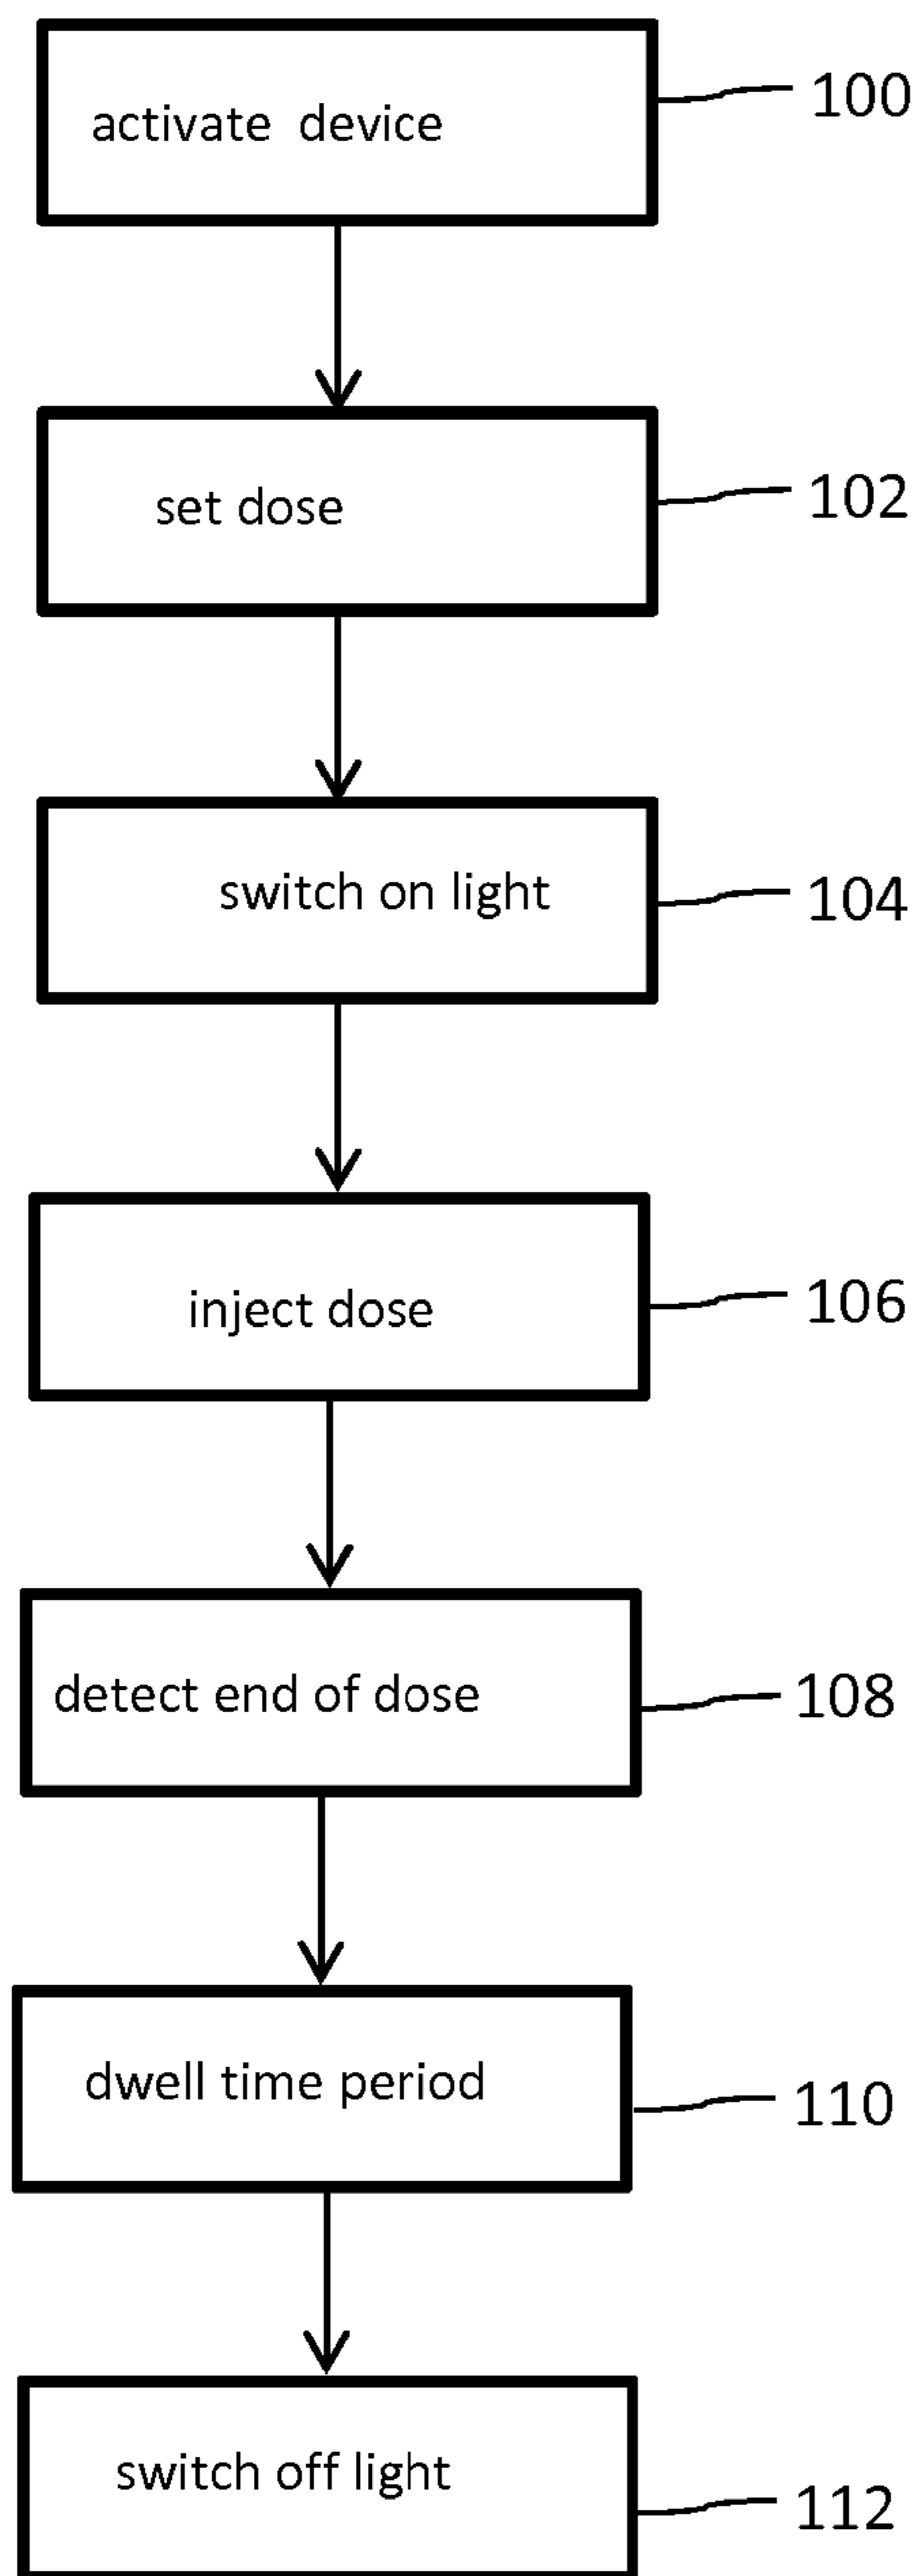 activate device
100
set dose
102
switch on light
104
inject dose
106
detect end of dose
108
dwell time period
110
switch off light
112